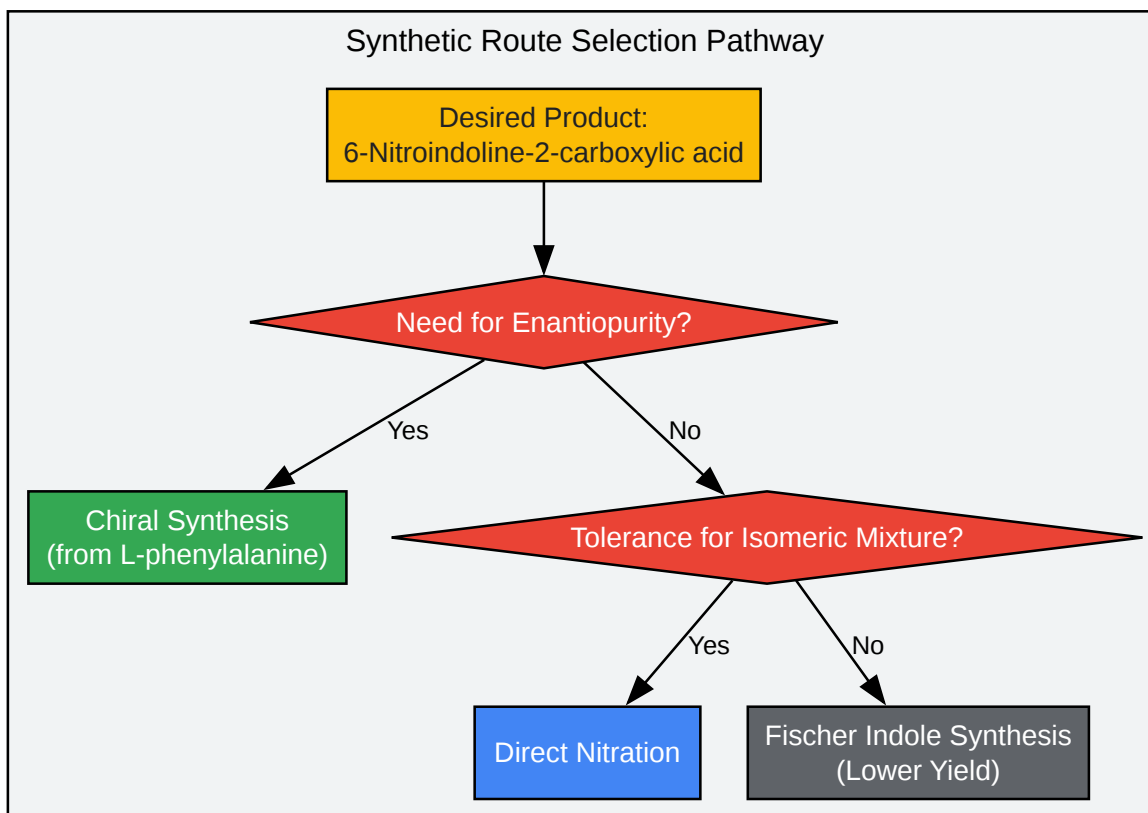 Synthetic Route Selection Pathway
Desired Product:
6-Nitroindoline-2-carboxylic acid
Need for Enantiopurity?
Yes
No
Chiral Synthesis
(from L-phenylalanine)
Tolerance for Isomeric Mixture?
Yes
No
Direct Nitration
Fischer Indole Synthesis
(Lower Yield)